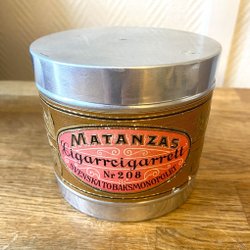 MATANZAS
Cigarrcigarrett
Nr 208
SVENSKA TOBAKSMONOPOLET